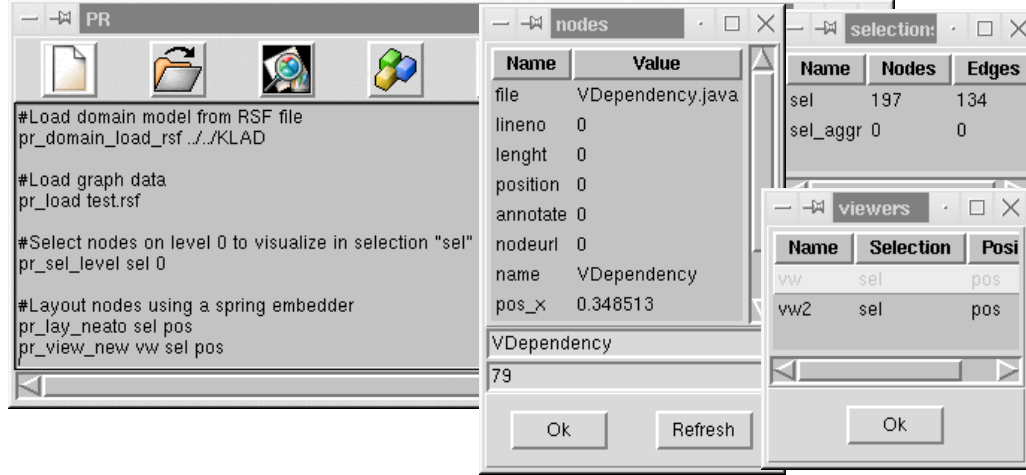 PR
#Load domain model from RSF file
pr_domain_load_rsf ../../KLAD
#Load graph data
pr_load test.rsf
#Select nodes on level 0 to visualize in selection "sel"
pr_sel_level sel 0
#Layout nodes using a spring embedder
pr_lay_neato sel pos
pr_view_new vw sel pos
nodes
Name Value
file VDependency.java
lineno 0
lenght 0
position 0
annotate 0
nodeurl 0
name VDependency
pos_x 0.348513
VDependency
79
Ok Refresh
selection:
Name Nodes Edges
sel 197 134
sel_aggr 0 0
viewers
Name Selection Posi
vw sel pos
vw2 sel pos
Ok